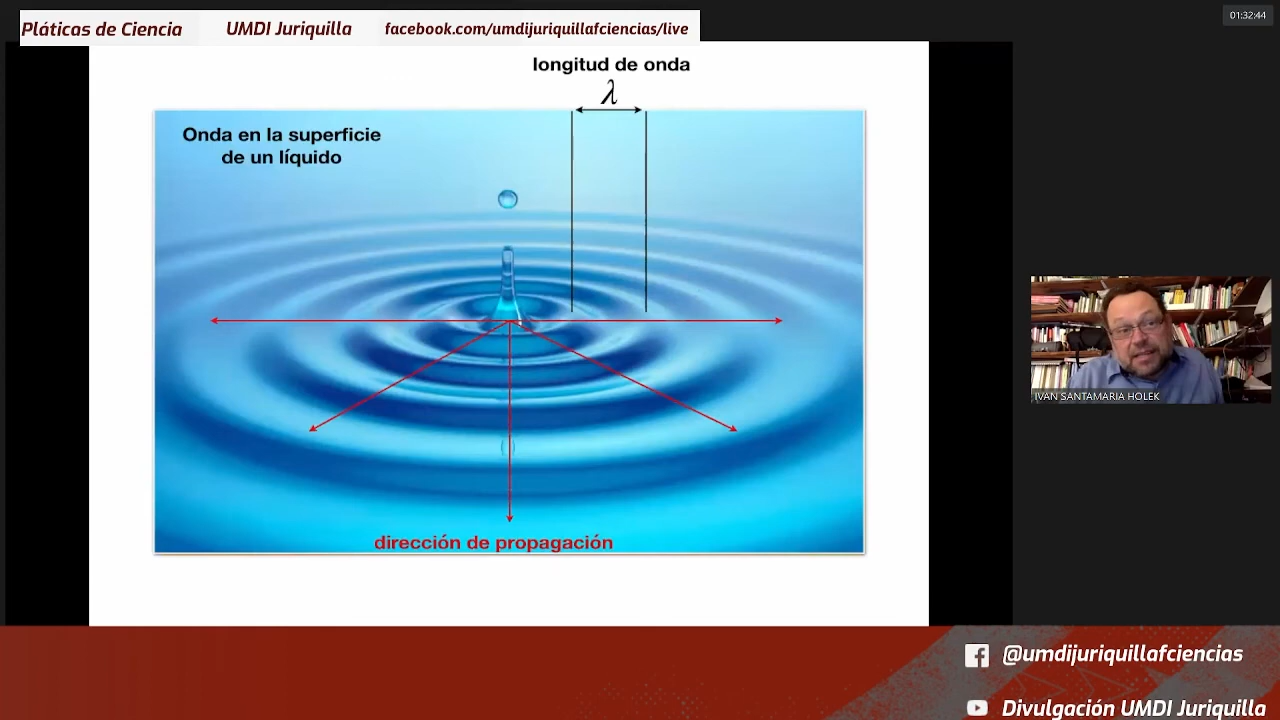 Pláticas de Ciencia
UMDI Juriquilla
facebook.com/umdijuriquillafciencias/live
01:32:44
longitud de onda
λ
Onda en la superficie
de un líquido
dirección de propagación
IVAN SANTAMARIA HOLEK
@umdijuriquillafciencias
Divulgación UMDI Juriquilla